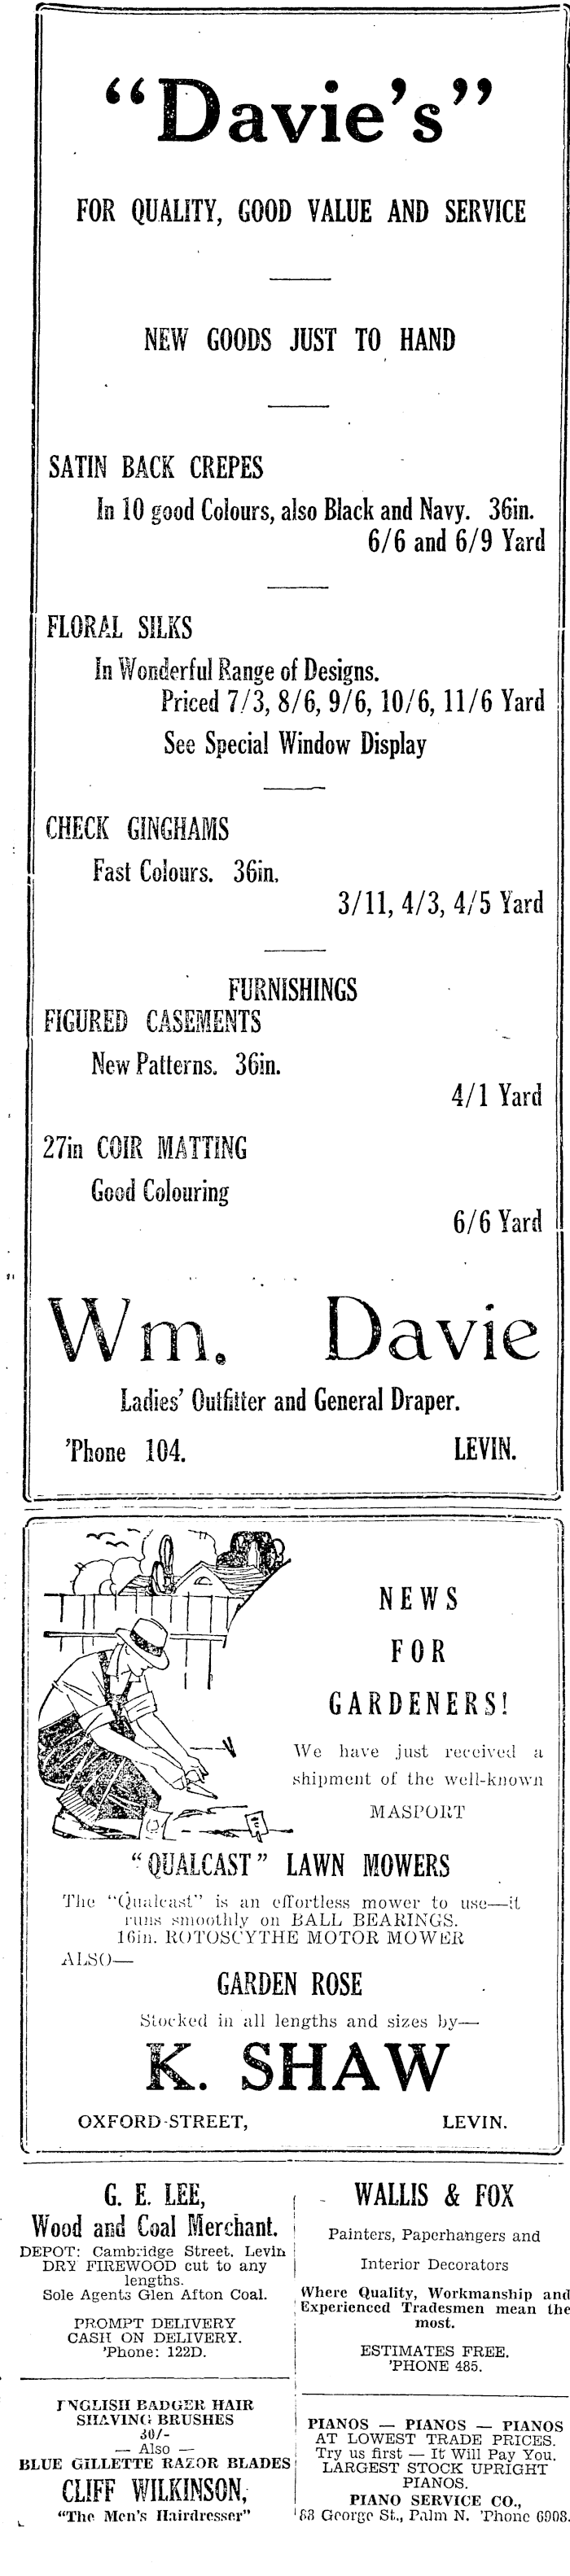 “Davie’s”
FOR QUALITY, GOOD VALUE AND SERVICE
NEW GOODS JUST TO HAND
SATIN BACK CREPES
In 10 good Colours, also Black and Navy. 36in.
6/6 and 6/9 Yard
FLORAL SILKS
In Wonderful Range of Designs.
Priced 7/3, 8/6, 9/6, 10/6, 11/6 Yard
See Special Window Display
CHECK GINGHAMS
Fast Colours. 36in.
3/11, 4/3, 4/5 Yard
FURNISHINGS
FIGURED CASEMENTS
New Patterns. 36in.
4/1 Yard
27in COIR MATTING
Good Colouring
6/6 Yard
Wm. Davie
Ladies’ Outfitter and General Draper.
’Phone 104. LEVIN.
NEWS
FOR
GARDENERS!
We have just received a
shipment of the well-known
MASPORT
“QUALCAST” LAWN MOWERS
The “Qualcast” is an effortless mower to use—it
runs smoothly on BALL BEARINGS.
16in. ROTOSCYTHE MOTOR MOWER
ALSO—
GARDEN ROSE
Stocked in all lengths and sizes by—
K. SHAW
OXFORD-STREET, LEVIN.
G. E. LEE,
Wood and Coal Merchant.
DEPOT: Cambridge Street, Levin
DRY FIREWOOD cut to any
lengths.
Sole Agents Glen Afton Coal.
PROMPT DELIVERY
CASH ON DELIVERY.
’Phone: 122D.
ENGLISH BADGER HAIR
SHAVING BRUSHES
30/-
— Also —
BLUE GILLETTE RAZOR BLADES
CLIFF WILKINSON,
“The Men’s Hairdresser”
WALLIS & FOX
Painters, Paperhangers and
Interior Decorators
Where Quality, Workmanship and
Experienced Tradesmen mean the
most.
ESTIMATES FREE.
’PHONE 485.
PIANOS — PIANOS — PIANOS
AT LOWEST TRADE PRICES.
Try us first — It Will Pay You.
LARGEST STOCK UPRIGHT
PIANOS.
PIANO SERVICE CO.,
83 George St., Palm N. ’Phone 6908.